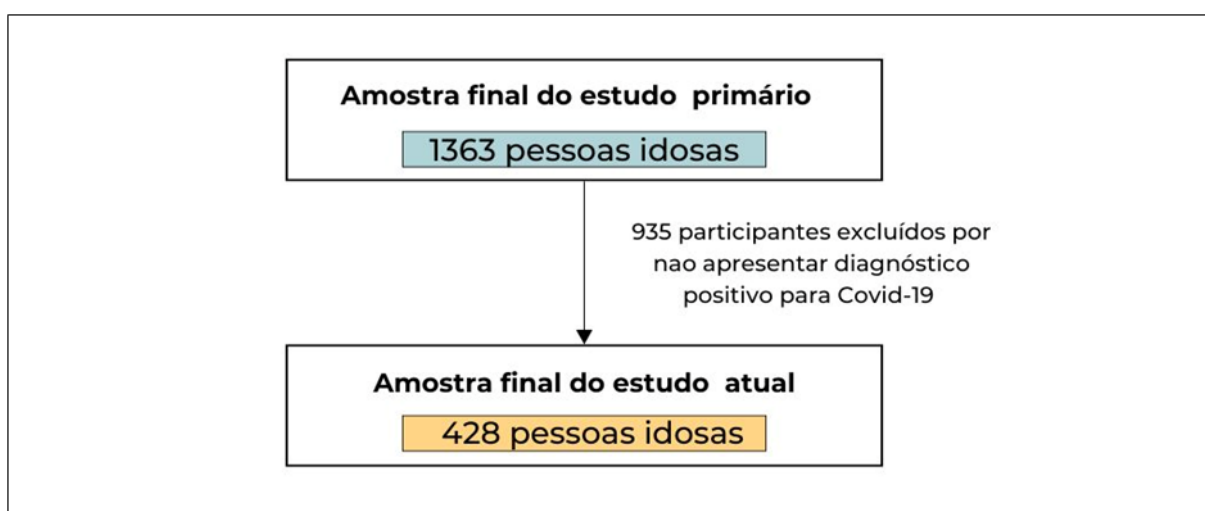 Amostra final do estudo primário
1363 pessoas idosas
935 participantes excluídos por
nao apresentar diagnóstico
positivo para Covid-19
Amostra final do estudo atual
428 pessoas idosas